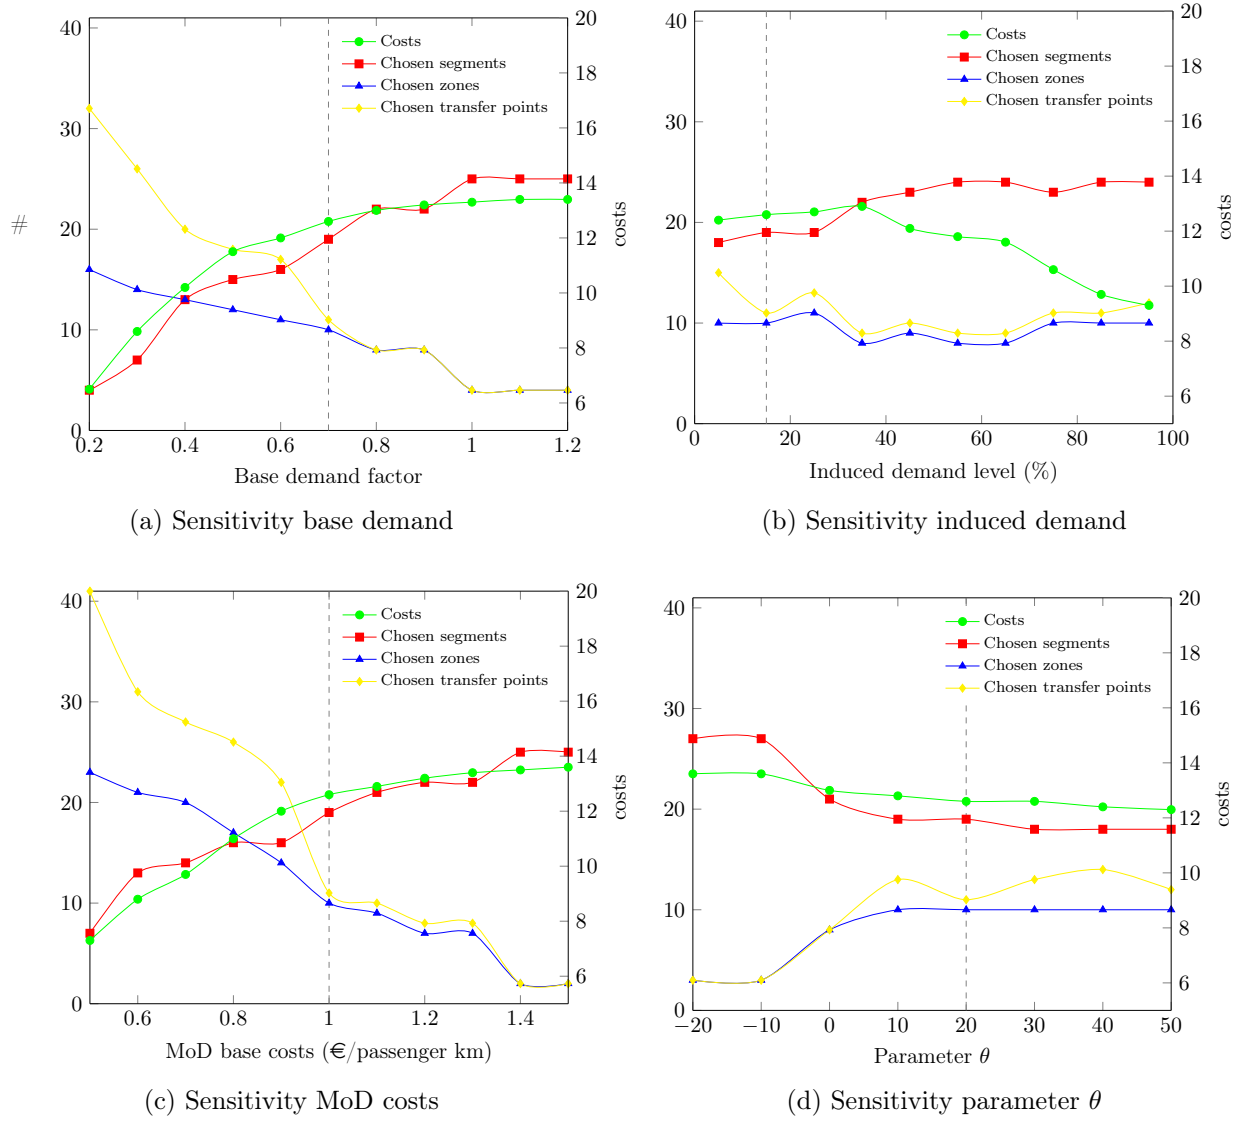 40
30
20
10
0
#
20
18
16
14
12
10
8
6
costs
Costs
Chosen segments
Chosen zones
Chosen transfer points
0.2 0.4 0.6 0.8 1 1.2
Base demand factor
(a) Sensitivity base demand
40
30
20
10
0
20
18
16
14
12
10
8
6
costs
Costs
Chosen segments
Chosen zones
Chosen transfer points
0 20 40 60 80 100
Induced demand level (%)
(b) Sensitivity induced demand
40
30
20
10
0
20
18
16
14
12
10
8
6
costs
Costs
Chosen segments
Chosen zones
Chosen transfer points
0.6 0.8 1 1.2 1.4
MoD base costs (€/passenger km)
(c) Sensitivity MoD costs
40
30
20
10
0
20
18
16
14
12
10
8
6
costs
Costs
Chosen segments
Chosen zones
Chosen transfer points
−20 −10 0 10 20 30 40 50
Parameter θ
(d) Sensitivity parameter θ